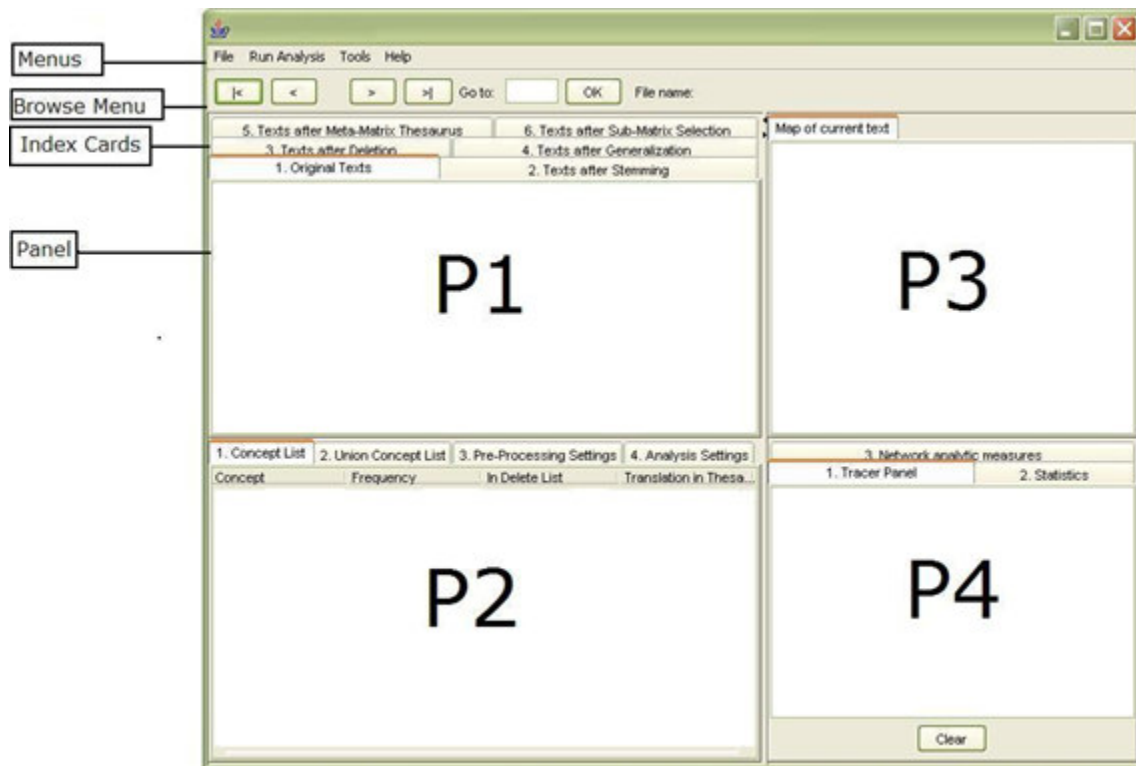 Menus
Browse Menu
Index Cards
Panel
File Run Analysis Tools Help
|< < > >| Go to: OK File name:
5. Texts after Meta-Matrix Thesaurus 6. Texts after Sub-Matrix Selection
3. Texts after Deletion 4. Texts after Generalization
1. Original Texts 2. Texts after Stemming
P1
Map of current text
P3
1. Concept List 2. Union Concept List 3. Pre-Processing Settings 4. Analysis Settings
Concept Frequency In Delete List Translation in Thesa...
P2
3. Network analytic measures
1. Tracer Panel 2. Statistics
P4
Clear